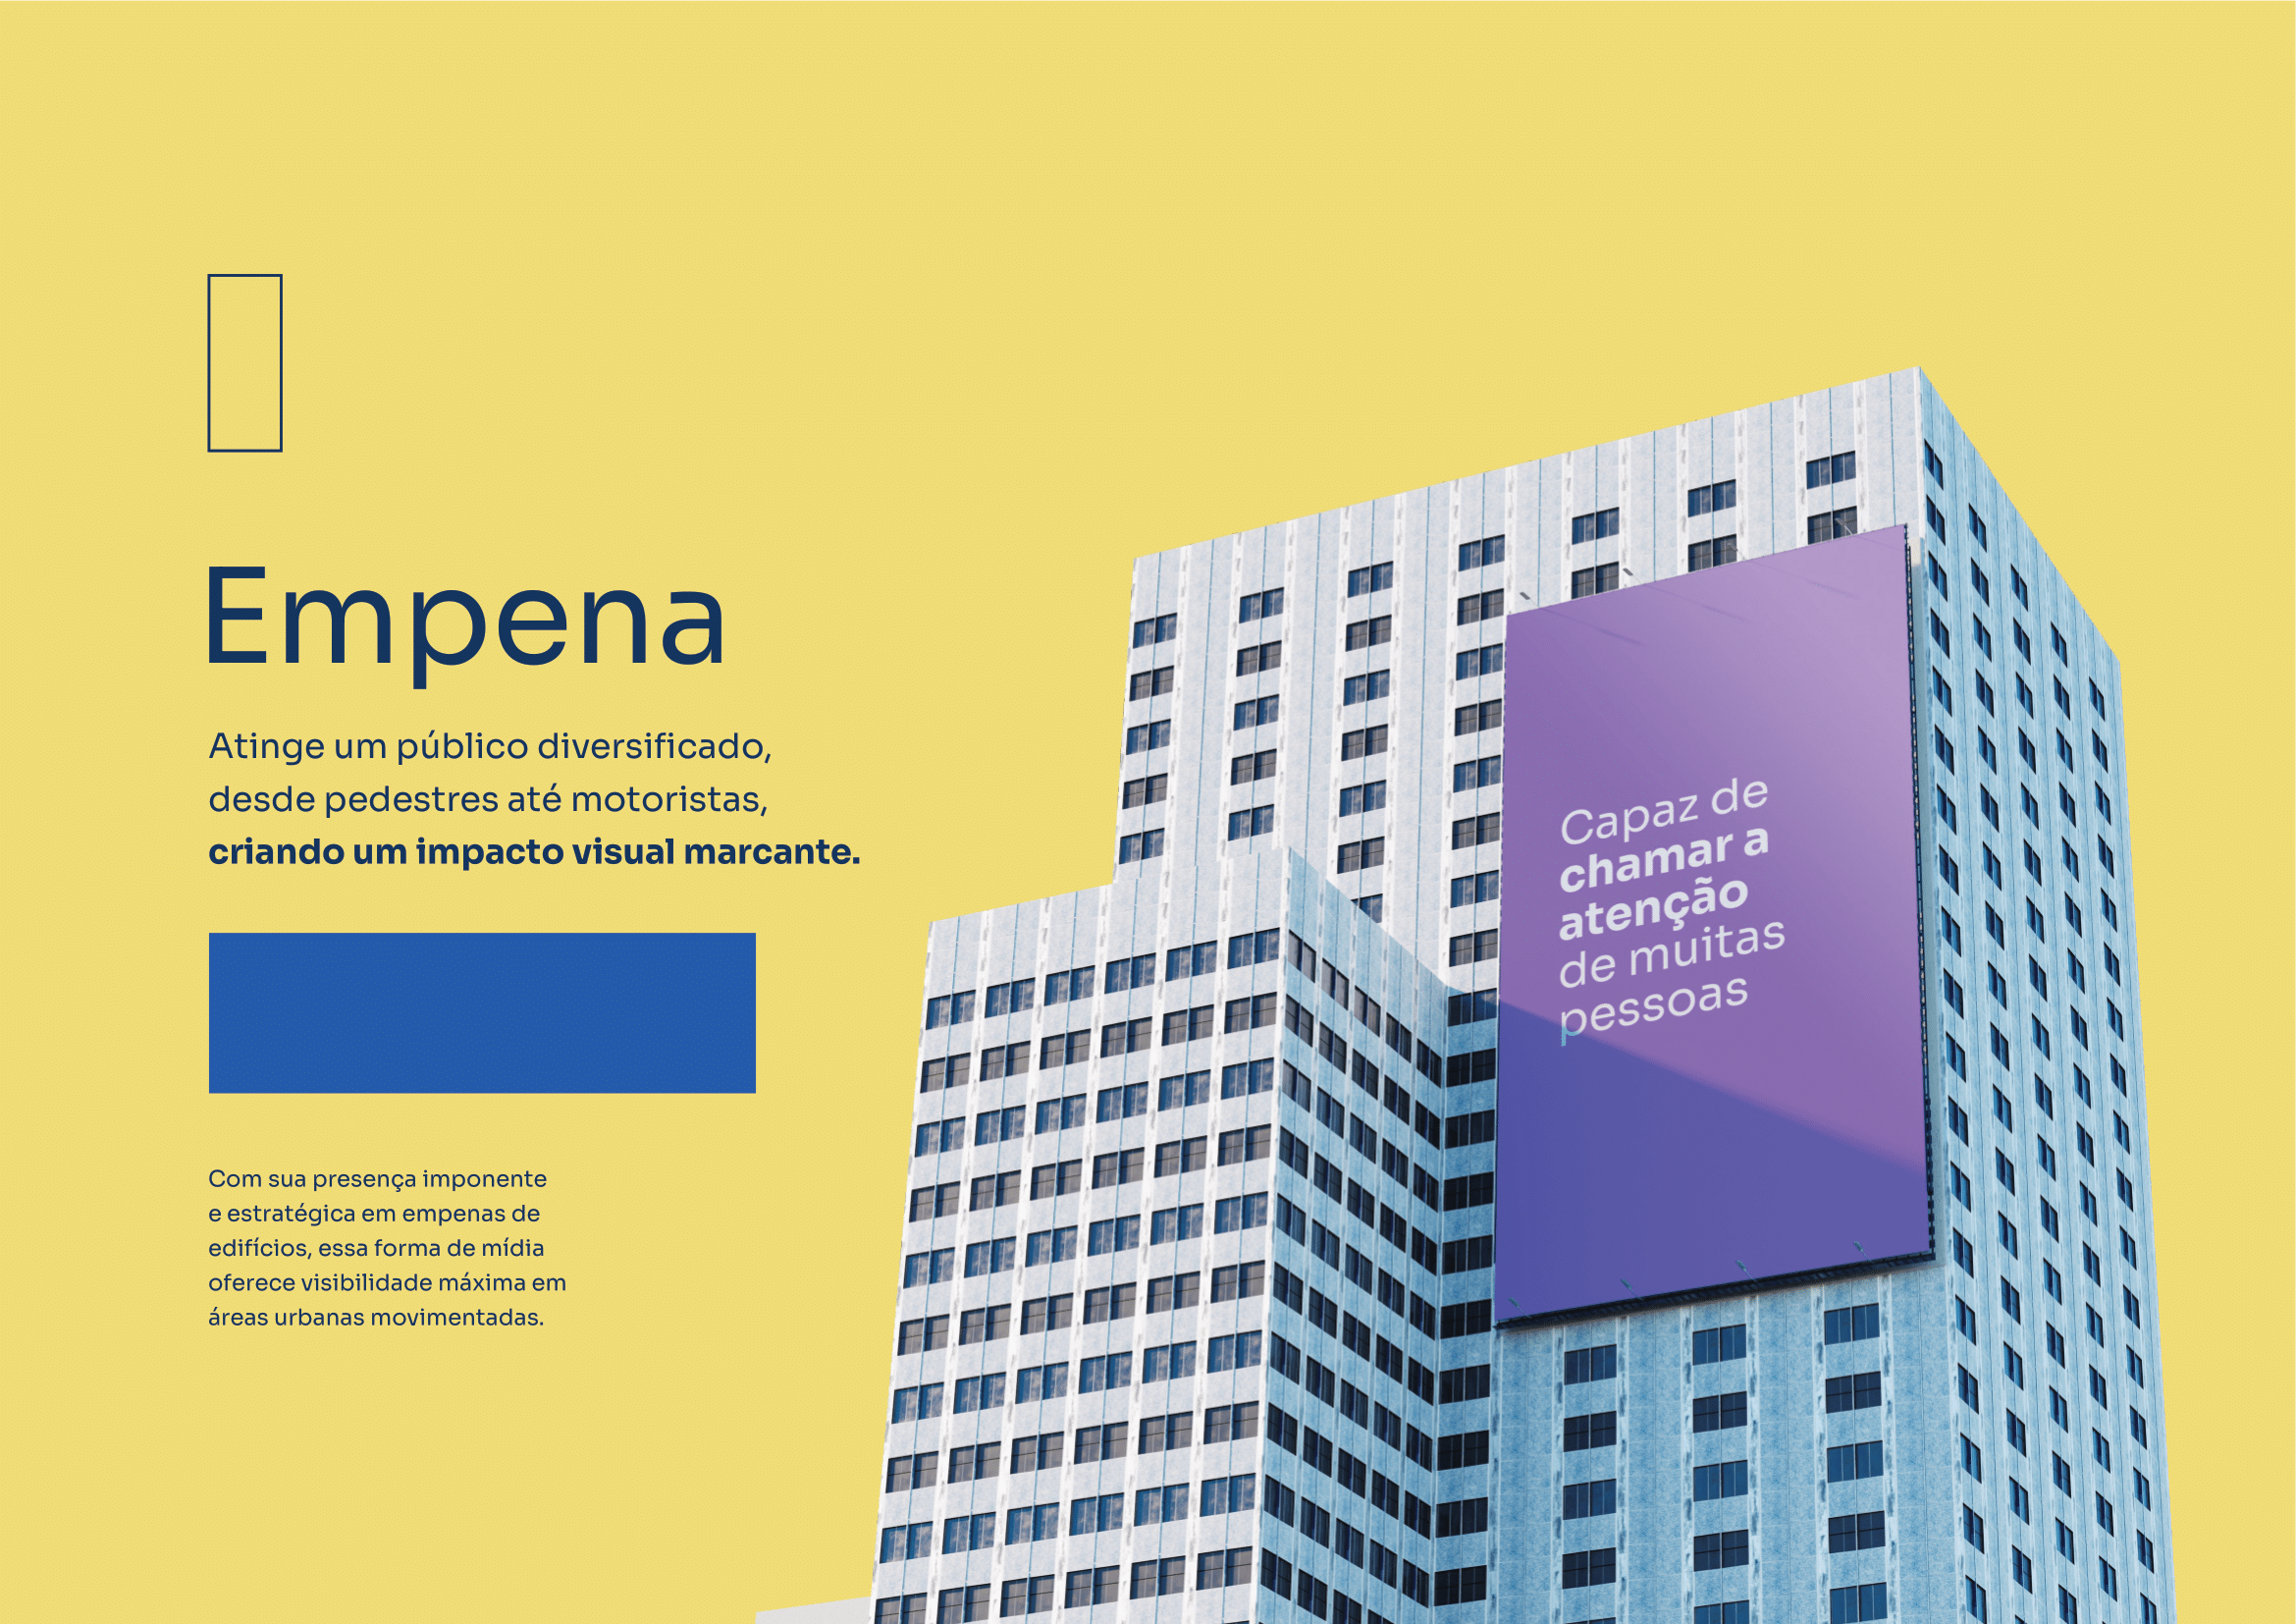 Empena
Atinge um público diversificado,
desde pedestres até motoristas,
criando um impacto visual marcante.
Com sua presença imponente
e estratégica em empenas de
edifícios, essa forma de mídia
oferece visibilidade máxima em
áreas urbanas movimentadas.
Capaz de
chamar a
atenção
de muitas
pessoas